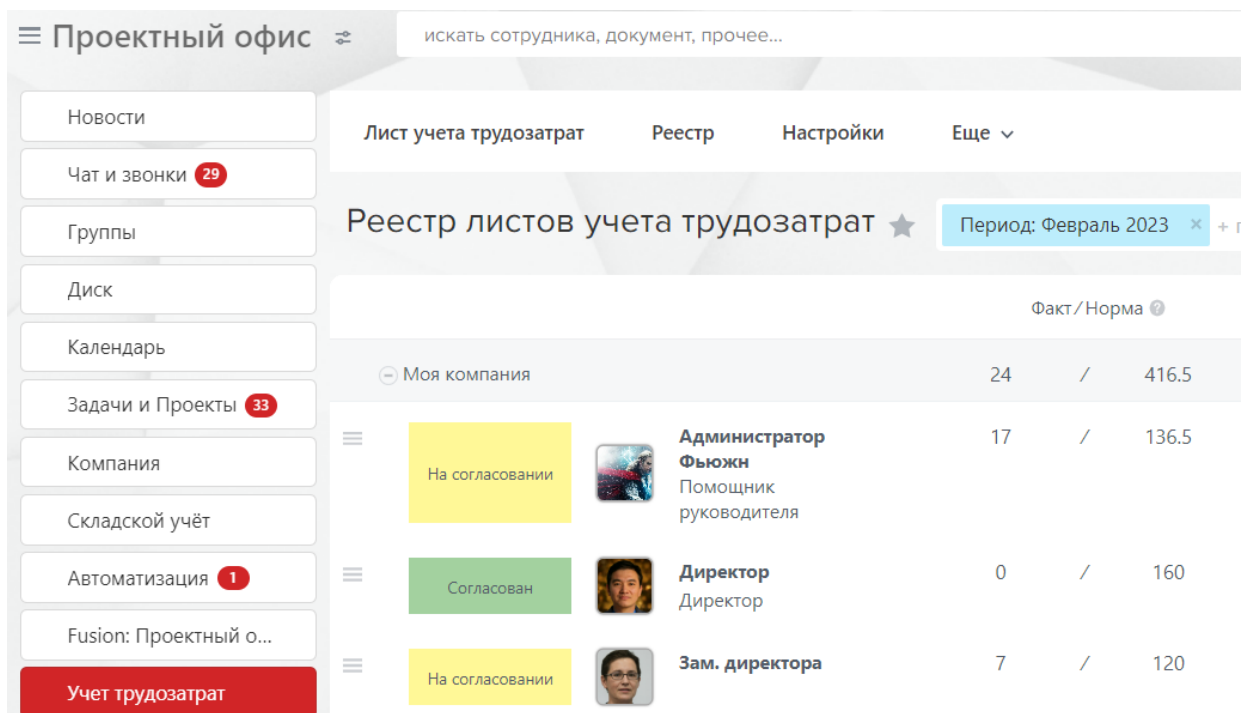 Проектный офис
искать сотрудника, документ, прочее...
Новости
Чат и звонки 29
Группы
Диск
Календарь
Задачи и Проекты 33
Компания
Складской учёт
Автоматизация 1
Fusion: Проектный о...
Учет трудозатрат
Лист учета трудозатрат Реестр Настройки Еще
Реестр листов учета трудозатрат
Период: Февраль 2023 × +
Факт/Норма ?
Моя компания 24 / 416.5
На согласовании
Администратор 17 / 136.5
Фьюжн
Помощник
руководителя
Согласован
Директор 0 / 160
Директор
На согласовании
Зам. директора 7 / 120